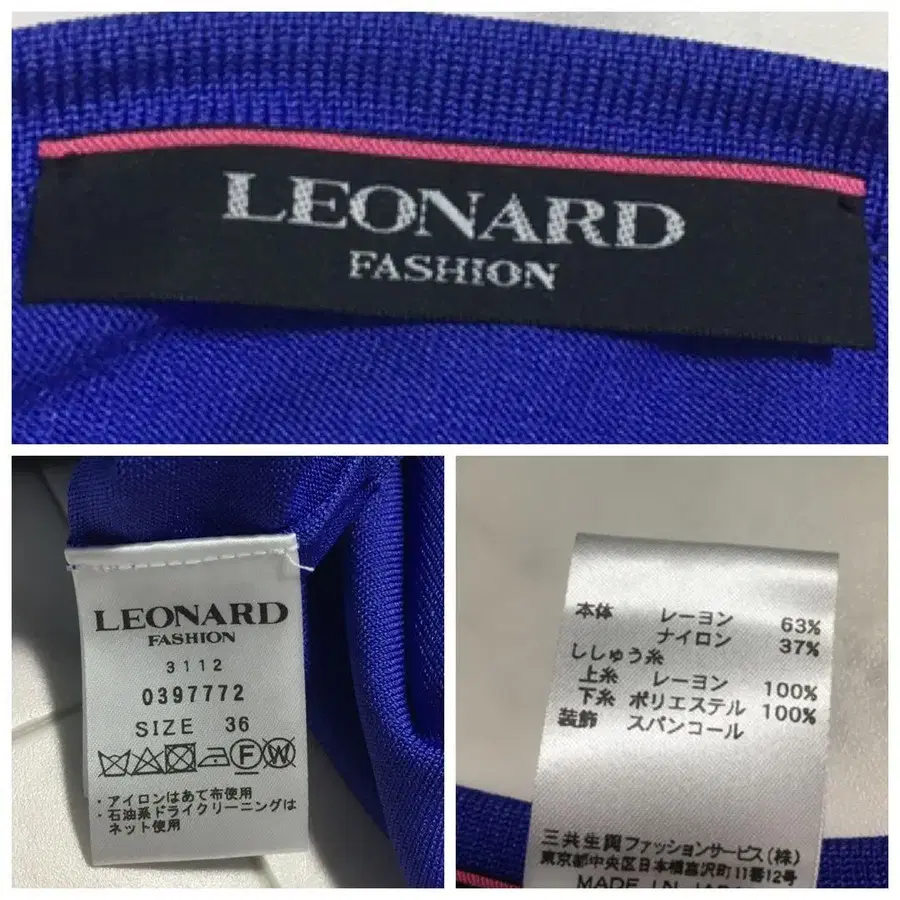 LEONARD
FASHION
LEONARD
FASHION
3112
0397772
SIZE 36
F W
・アイロンはあて布使用
・石油系ドライクリーニングは
ネット使用
本体 レーヨン 63%
ナイロン 37%
ししゅう糸
上糸 レーヨン 100%
下糸 ポリエステル 100%
装飾 スパンコール
三共生興ファッションサービス(株)
東京都中央区日本橋富沢町11番12号
MADE IN